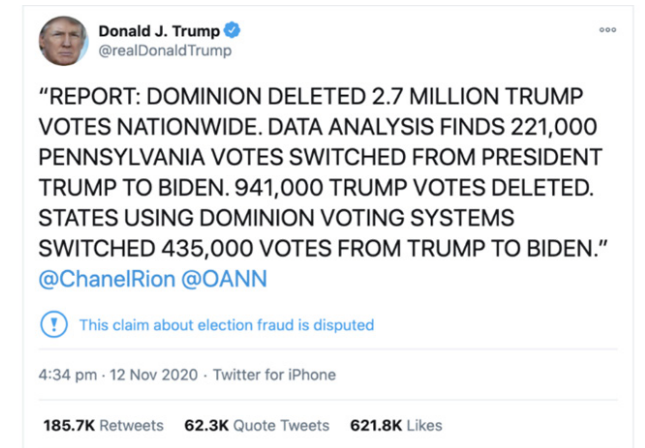 Donald J. Trump
@realDonaldTrump
“REPORT: DOMINION DELETED 2.7 MILLION TRUMP
VOTES NATIONWIDE. DATA ANALYSIS FINDS 221,000
PENNSYLVANIA VOTES SWITCHED FROM PRESIDENT
TRUMP TO BIDEN. 941,000 TRUMP VOTES DELETED.
STATES USING DOMINION VOTING SYSTEMS
SWITCHED 435,000 VOTES FROM TRUMP TO BIDEN.”
@ChanelRion @OANN
This claim about election fraud is disputed
4:34 pm · 12 Nov 2020 · Twitter for iPhone
185.7K Retweets 62.3K Quote Tweets 621.8K Likes